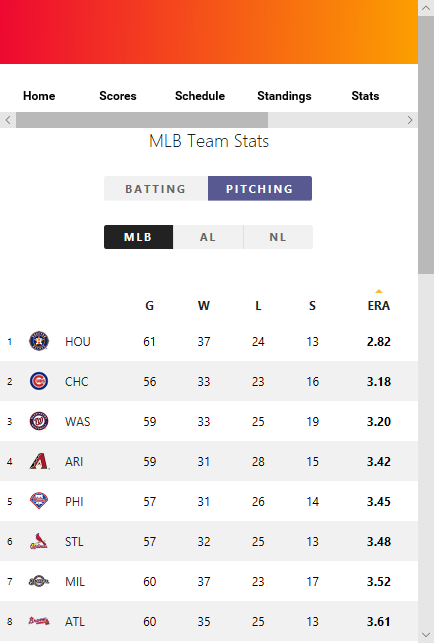 Home Scores Schedule Standings Stats
MLB Team Stats
BATTING PITCHING
MLB AL NL
G W L S ERA
1 HOU 61 37 24 13 2.82
2 CHC 56 33 23 16 3.18
3 WAS 59 33 25 19 3.20
4 ARI 59 31 28 15 3.42
5 PHI 57 31 26 14 3.45
6 STL 57 32 25 13 3.48
7 MIL 60 37 23 17 3.52
8 ATL 60 35 25 13 3.61